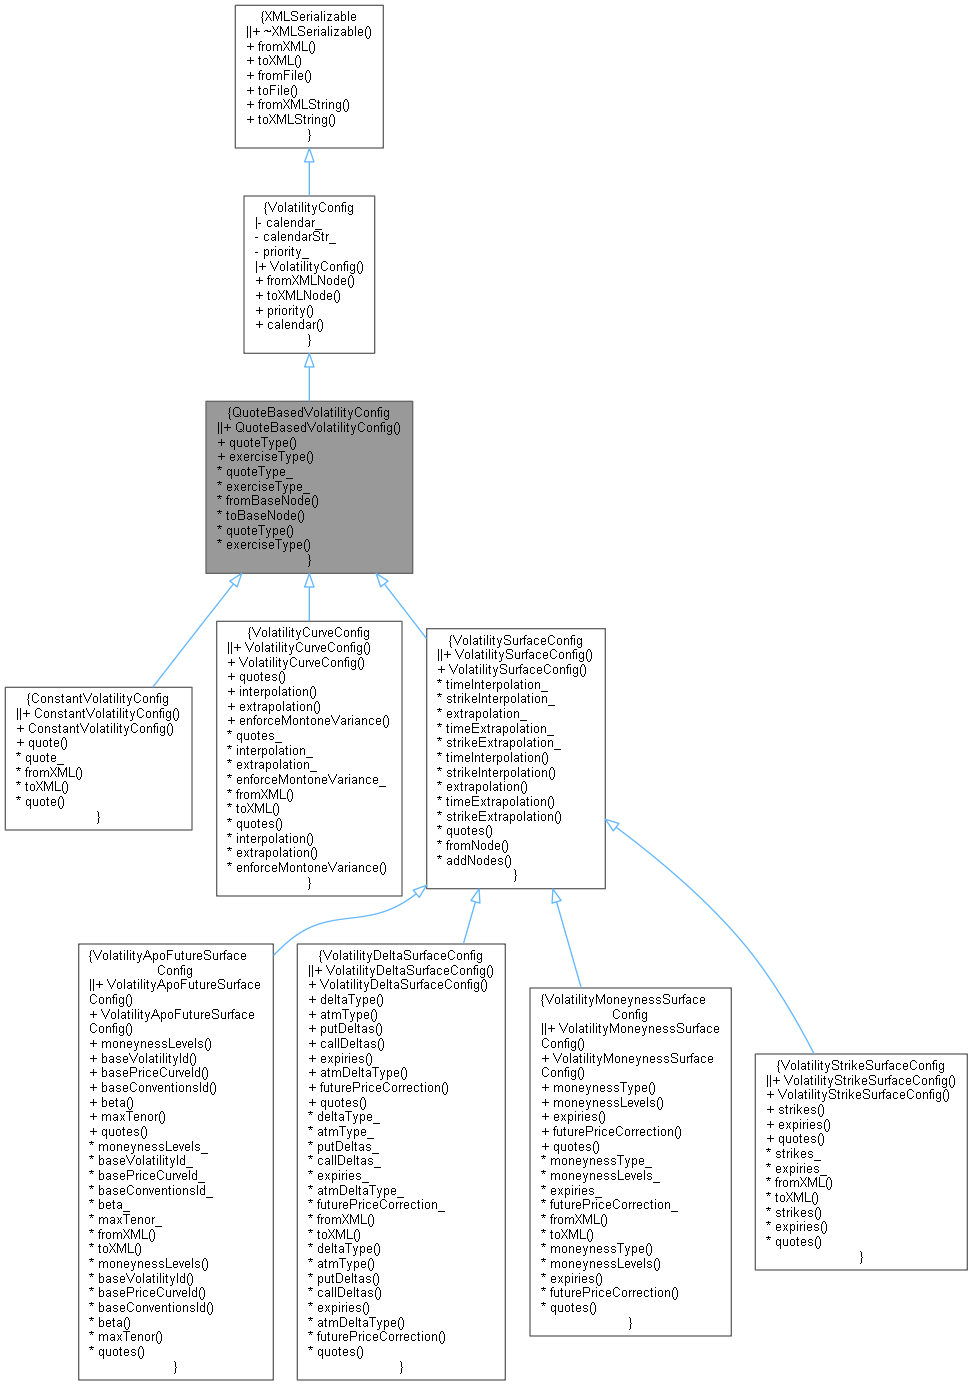 {XMLSerializable
||+ ~XMLSerializable()
+ fromXML()
+ toXML()
+ fromFile()
+ toFile()
+ fromXMLString()
+ toXMLString()
}
{VolatilityConfig
|- calendar_
- calendarStr_
- priority_
|+ VolatilityConfig()
+ fromXMLNode()
+ toXMLNode()
+ priority()
+ calendar()
}
{QuoteBasedVolatilityConfig
||+ QuoteBasedVolatilityConfig()
+ quoteType()
+ exerciseType()
* quoteType_
* exerciseType_
* fromBaseNode()
* toBaseNode()
* quoteType()
* exerciseType()
}
{ConstantVolatilityConfig
||+ ConstantVolatilityConfig()
+ ConstantVolatilityConfig()
+ quote()
* quote_
* fromXML()
* toXML()
* quote()
}
{VolatilityCurveConfig
||+ VolatilityCurveConfig()
+ VolatilityCurveConfig()
+ quotes()
+ interpolation()
+ extrapolation()
+ enforceMontoneVariance()
* quotes_
* interpolation_
* extrapolation_
* enforceMontoneVariance_
* fromXML()
* toXML()
* quotes()
* interpolation()
* extrapolation()
* enforceMontoneVariance()
}
{VolatilitySurfaceConfig
||+ VolatilitySurfaceConfig()
+ VolatilitySurfaceConfig()
* timeInterpolation_
* strikeInterpolation_
* extrapolation_
* timeExtrapolation_
* strikeExtrapolation_
* timeInterpolation()
* strikeInterpolation()
* extrapolation()
* timeExtrapolation()
* strikeExtrapolation()
* quotes()
* fromNode()
* addNodes()
}
{VolatilityApoFutureSurface
Config
||+ VolatilityApoFutureSurface
Config()
+ VolatilityApoFutureSurface
Config()
+ moneynessLevels()
+ baseVolatilityId()
+ basePriceCurveId()
+ baseConventionsId()
+ beta()
+ maxTenor()
+ quotes()
* moneynessLevels_
* baseVolatilityId_
* basePriceCurveId_
* baseConventionsId_
* beta_
* maxTenor_
* fromXML()
* toXML()
* moneynessLevels()
* baseVolatilityId()
* basePriceCurveId()
* baseConventionsId()
* beta()
* maxTenor()
* quotes()
}
{VolatilityDeltaSurfaceConfig
||+ VolatilityDeltaSurfaceConfig()
+ VolatilityDeltaSurfaceConfig()
+ deltaType()
+ atmType()
+ putDeltas()
+ callDeltas()
+ expiries()
+ atmDeltaType()
+ futurePriceCorrection()
+ quotes()
* deltaType_
* atmType_
* putDeltas_
* callDeltas_
* expiries_
* atmDeltaType_
* futurePriceCorrection_
* fromXML()
* toXML()
* deltaType()
* atmType()
* putDeltas()
* callDeltas()
* expiries()
* atmDeltaType()
* futurePriceCorrection()
* quotes()
}
{VolatilityMoneynessSurface
Config
||+ VolatilityMoneynessSurface
Config()
+ VolatilityMoneynessSurface
Config()
+ moneynessType()
+ moneynessLevels()
+ expiries()
+ futurePriceCorrection()
+ quotes()
* moneynessType_
* moneynessLevels_
* expiries_
* futurePriceCorrection_
* fromXML()
* toXML()
* moneynessType()
* moneynessLevels()
* expiries()
* futurePriceCorrection()
* quotes()
}
{VolatilityStrikeSurfaceConfig
||+ VolatilityStrikeSurfaceConfig()
+ VolatilityStrikeSurfaceConfig()
+ strikes()
+ expiries()
+ quotes()
* strikes_
* expiries_
* fromXML()
* toXML()
* strikes()
* expiries()
* quotes()
}